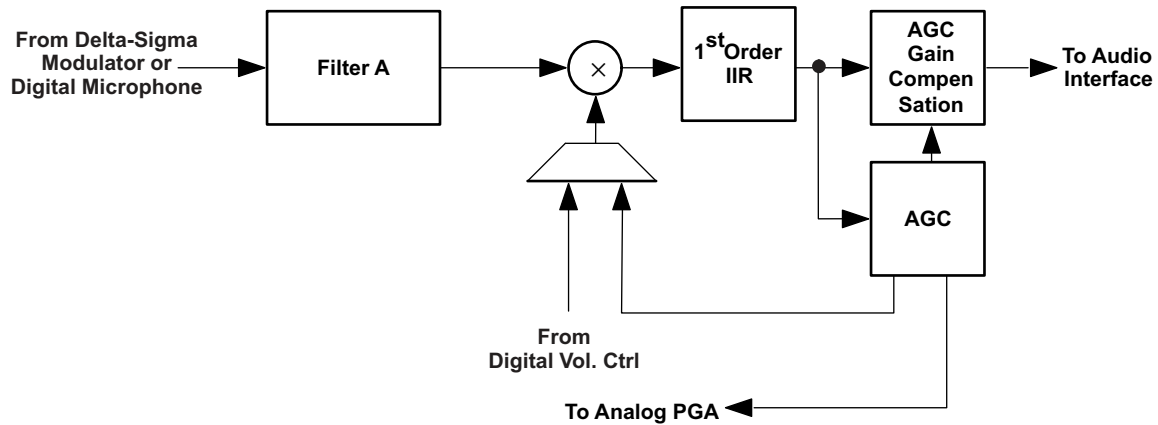 From Delta-Sigma
Modulator or
Digital Microphone
Filter A
×
1st Order
IIR
AGC
Gain
Compen
Sation
To Audio
Interface
AGC
From
Digital Vol. Ctrl
To Analog PGA